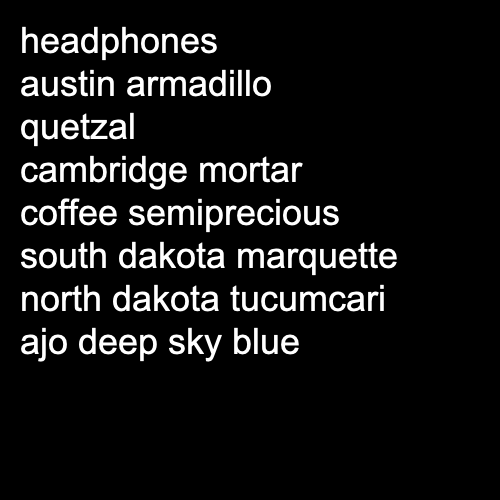 headphones
austin armadillo
quetzal
cambridge mortar
coffee semiprecious
south dakota marquette
north dakota tucumcari
ajo deep sky blue